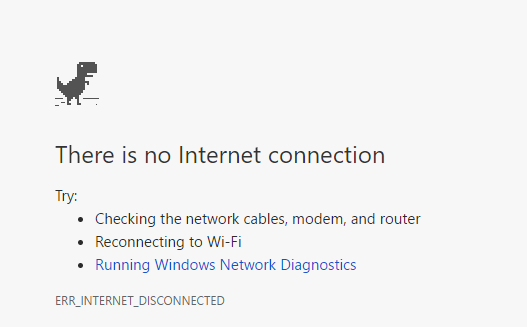 There is no Internet connection
Try:
Checking the network cables, modem, and router
Reconnecting to Wi-Fi
Running Windows Network Diagnostics
ERR_INTERNET_DISCONNECTED